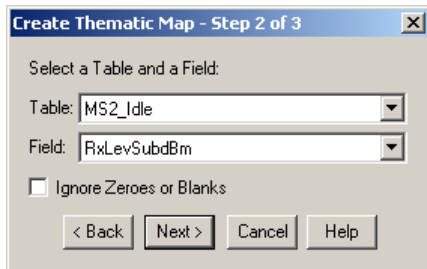 Create Thematic Map - Step 2 of 3
Select a Table and a Field:
Table: MS2_Idle
Field: RxLevSubdBm
Ignore Zeroes or Blanks
< Back Next > Cancel Help